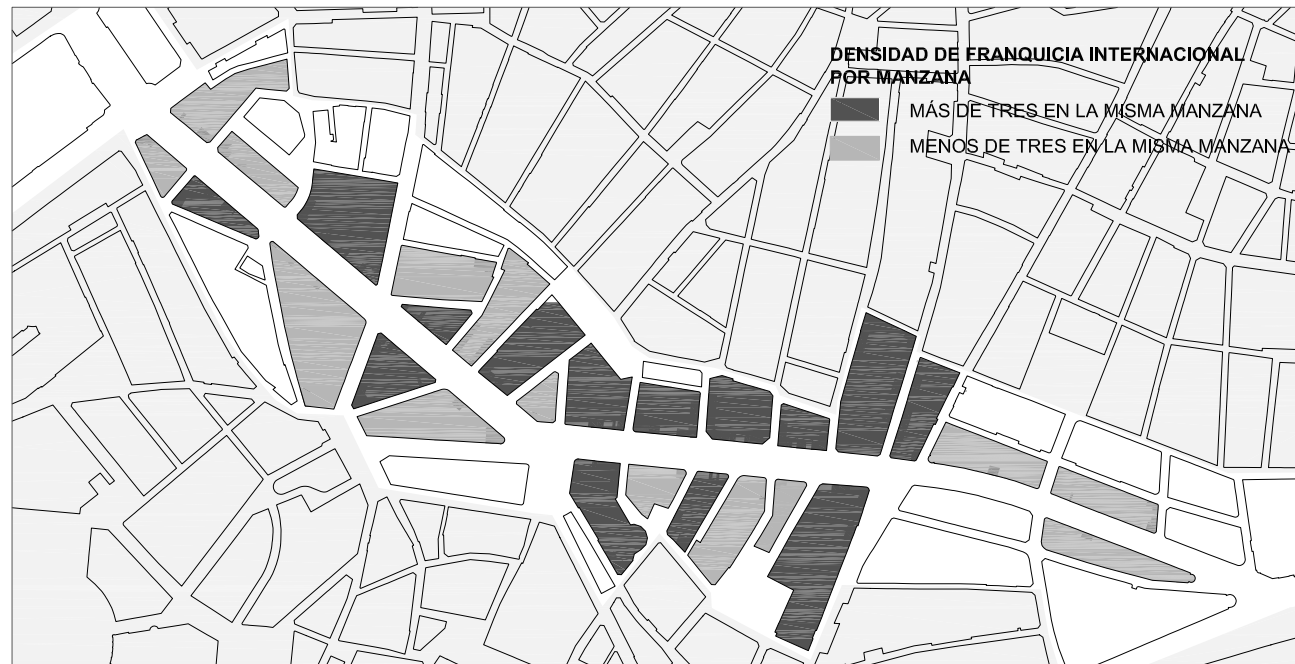 DENSIDAD DE FRANQUICIA INTERNACIONAL
POR MANZANA
MÁS DE TRES EN LA MISMA MANZANA
MENOS DE TRES EN LA MISMA MANZANA